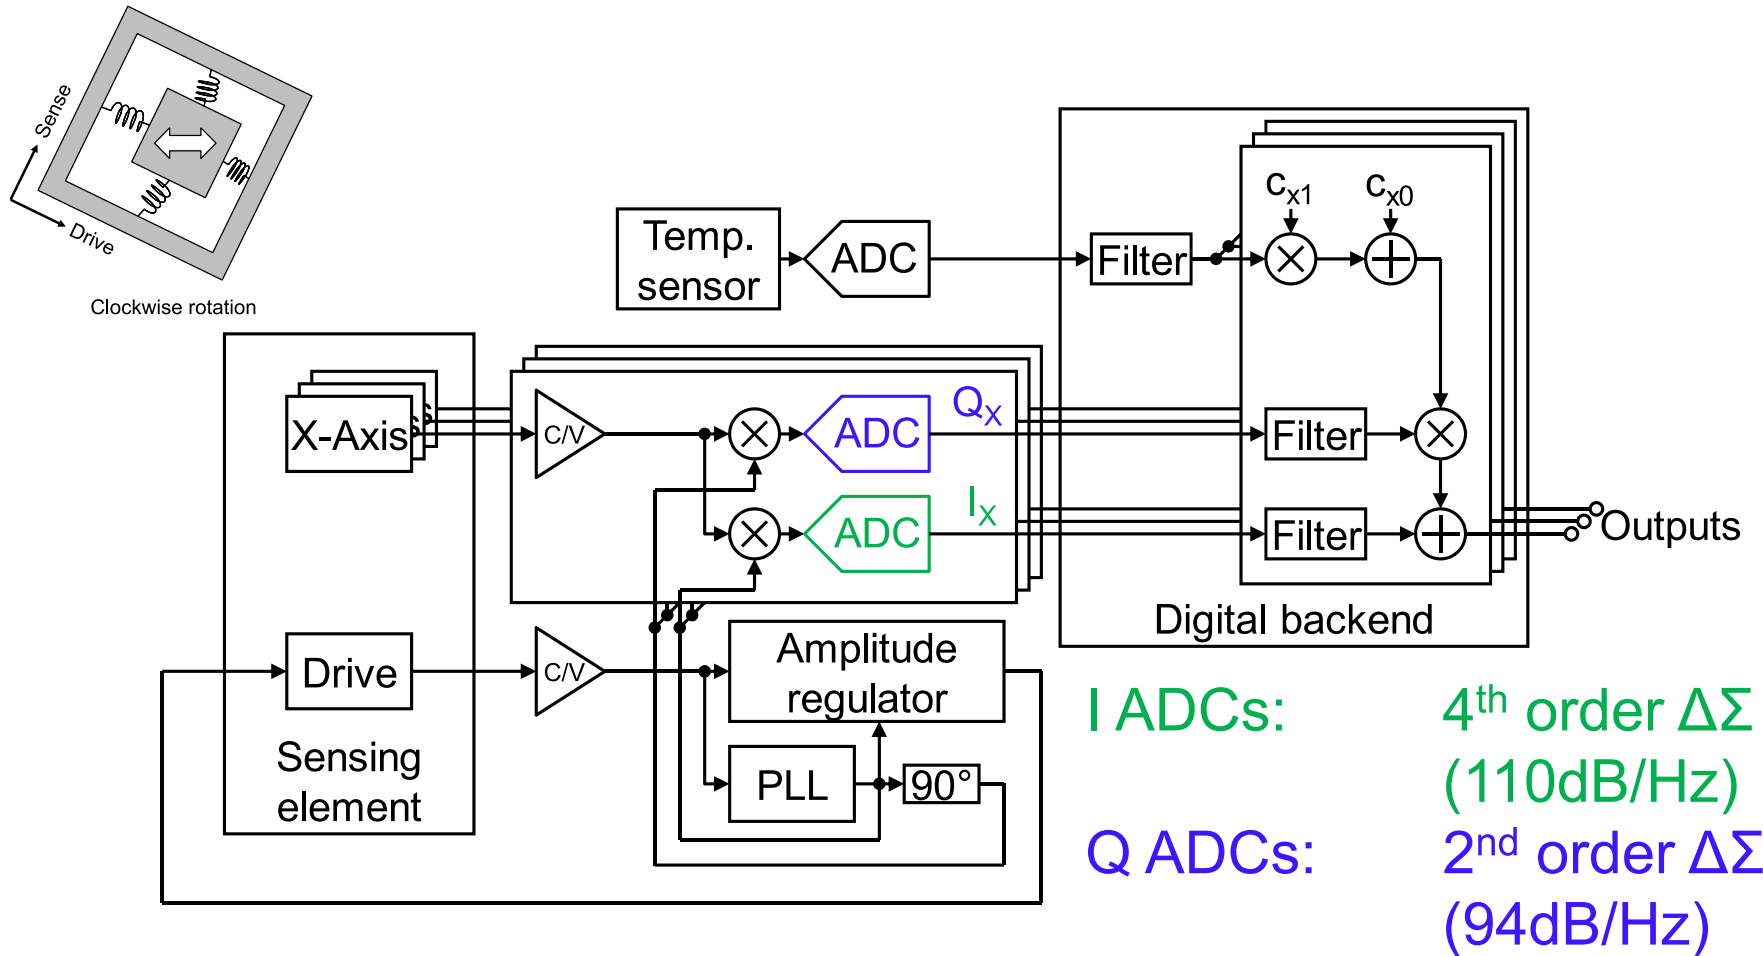 Sense
Drive
Clockwise rotation
Temp.
sensor
ADC
Filter
cx1
cx0
X-Axis
C/V
ADC
QX
Filter
ADC
IX
Filter
Outputs
Digital backend
Drive
C/V
Amplitude
regulator
PLL
90°
Sensing
element
I ADCs: 4th order ΔΣ
(110dB/Hz)
Q ADCs: 2nd order ΔΣ
(94dB/Hz)